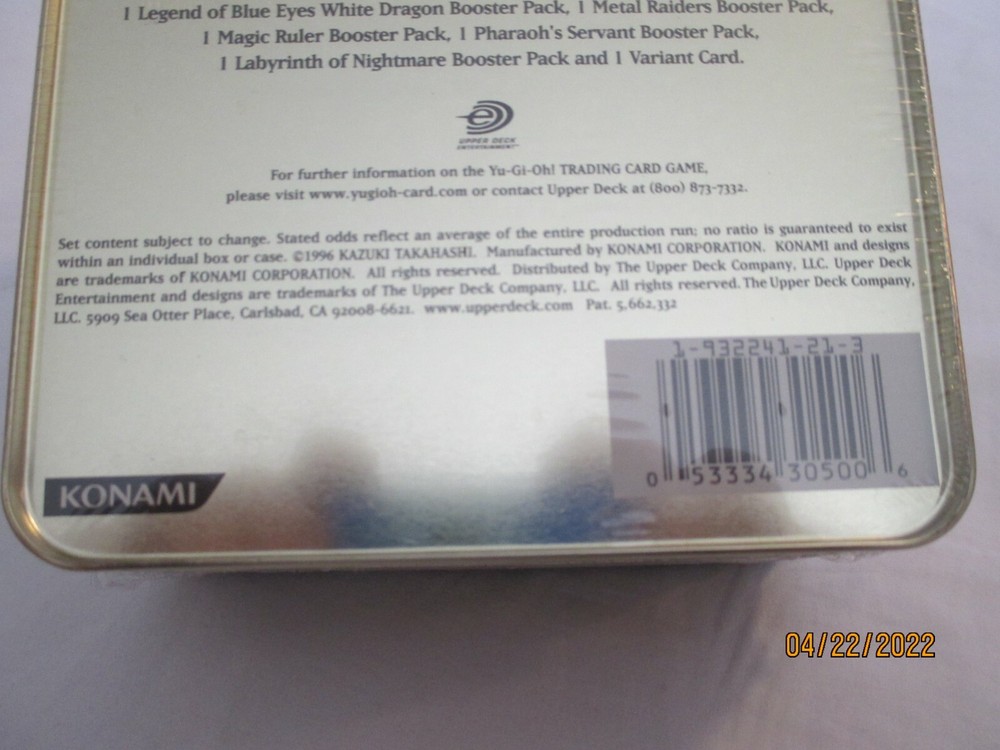 1 Legend of Blue Eyes White Dragon Booster Pack, 1 Metal Raiders Booster Pack,
1 Magic Ruler Booster Pack, 1 Pharaoh's Servant Booster Pack,
1 Labyrinth of Nightmare Booster Pack and 1 Variant Card.
e
UPPER DECK
ENTERTAINMENT
For further information on the Yu-Gi-Oh! TRADING CARD GAME,
please visit www.yugioh-card.com or contact Upper Deck at (800) 873-7332.
Set content subject to change. Stated odds reflect an average of the entire production run; no ratio is guaranteed to exist
within an individual box or case. ©1996 KAZUKI TAKAHASHI. Manufactured by KONAMI CORPORATION. KONAMI and designs
are trademarks of KONAMI CORPORATION. All rights reserved. Distributed by The Upper Deck Company, LLC. Upper Deck
Entertainment and designs are trademarks of The Upper Deck Company, LLC. All rights reserved. The Upper Deck Company,
LLC. 5909 Sea Otter Place, Carlsbad, CA 92008-6621. www.upperdeck.com Pat. 5,662,332
1-932241-21-3
0 53334 30500 6
KONAMI
04/22/2022